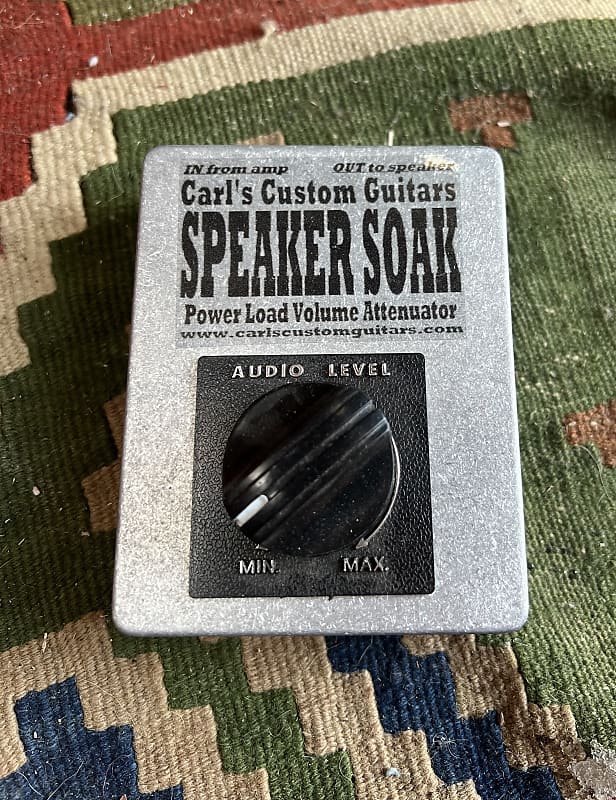 IN from amp OUT to speaker
Carl's Custom Guitars
SPEAKER SOAK
Power Load Volume Attenuator
www.carlscustomguitars.com
AUDIO LEVEL
MIN. MAX.